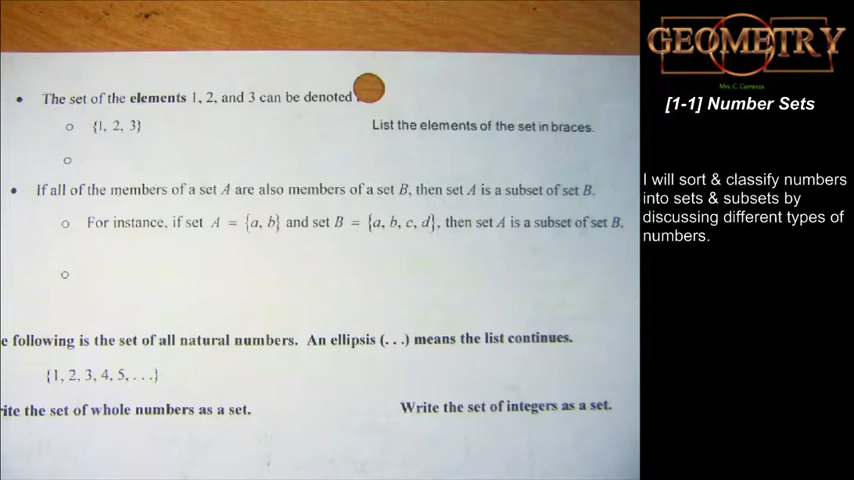 The set of the elements 1, 2, and 3 can be denoted
{1, 2, 3}
List the elements of the set in braces.
If all of the members of a set A are also members of a set B, then set A is a subset of set B.
For instance, if set A = {a, b} and set B = {a, b, c, d}, then set A is a subset of set B.
e following is the set of all natural numbers. An ellipsis (. . .) means the list continues.
{1, 2, 3, 4, 5, . . .}
rite the set of whole numbers as a set.
Write the set of integers as a set.
GEOMETRY
Mrs. C. Carranza
[1-1] Number Sets
I will sort & classify numbers
into sets & subsets by
discussing different types of
numbers.